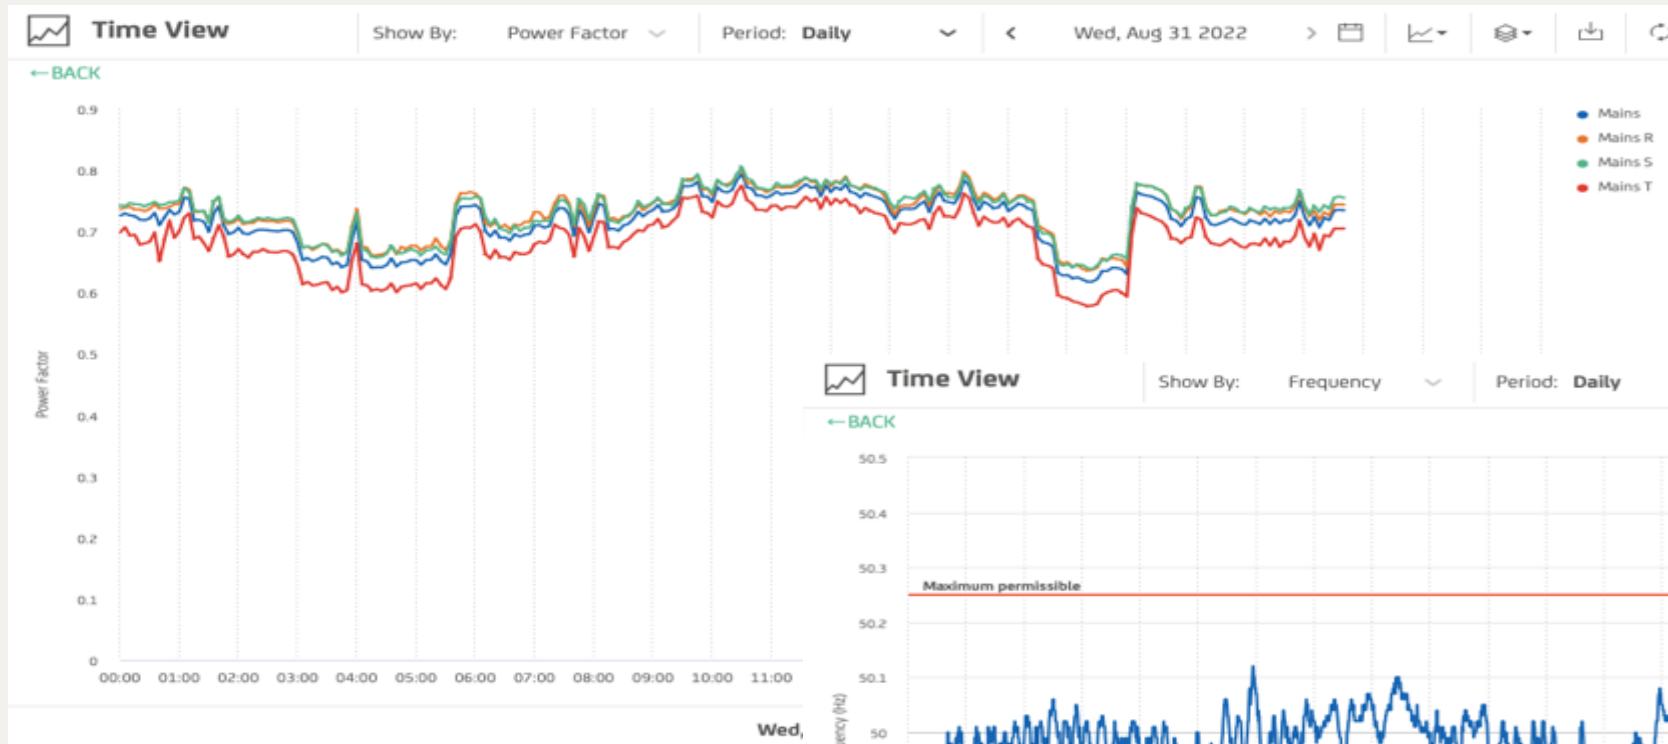 Time View Show By: Power Factor Period: Daily Wed, Aug 31 2022
←BACK
0.9
0.8
0.7
0.6
0.5
0.4
0.3
0.2
0.1
0
Power Factor
00:00 01:00 02:00 03:00 04:00 05:00 06:00 07:00 08:00 09:00 10:00 11:00
Wed,
Mains
Mains R
Mains S
Mains T
Time View Show By: Frequency Period: Daily
←BACK
50.5
50.4
50.3
Maximum permissible
50.2
50.1
50
(Hz)